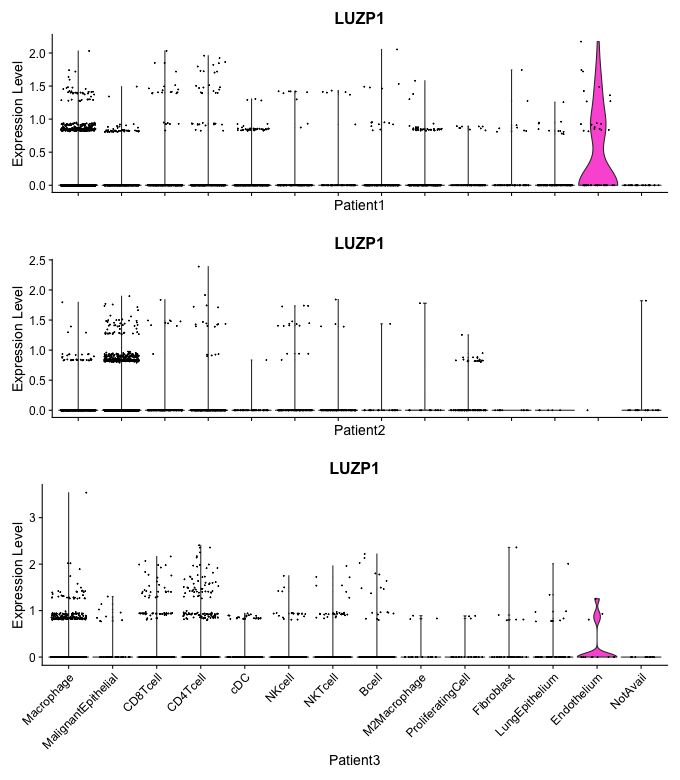 LUZP1
Expression Level
2.0
1.5
1.0
0.5
0.0
Patient1
LUZP1
Expression Level
2.5
2.0
1.5
1.0
0.5
0.0
Patient2
LUZP1
Expression Level
3
2
1
0
Macrophage
MalignantEpithelial
CD8Tcell
CD4Tcell
cDC
NKcell
NKTcell
Bcell
M2Macrophage
ProliferatingCell
Fibroblast
LungEpithelium
Endothelium
NotAvail
Patient3